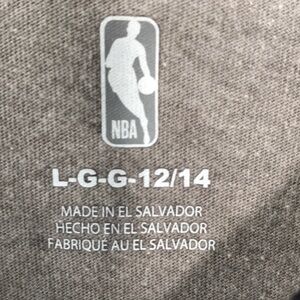 NBA
L-G-G-12/14
MADE IN EL SALVADOR
HECHO EN EL SALVADOR
FABRIQUÉ AU EL SALVADOR